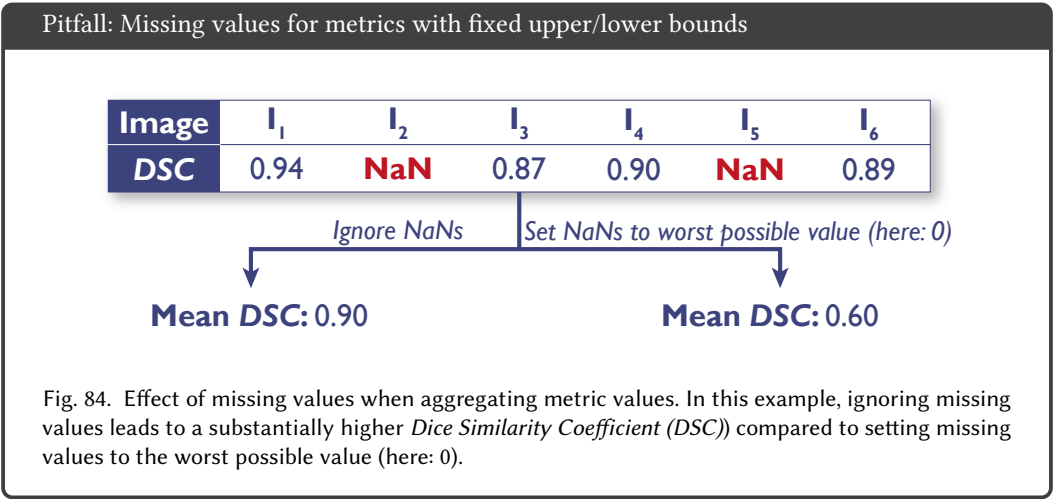 Pitfall: Missing values for metrics with fixed upper/lower bounds
Image I1 I2 I3 I4 I5 I6
DSC 0.94 NaN 0.87 0.90 NaN 0.89
Ignore NaNs Set NaNs to worst possible value (here: 0)
Mean DSC: 0.90 Mean DSC: 0.60
Fig. 84. Effect of missing values when aggregating metric values. In this example, ignoring missing
values leads to a substantially higher Dice Similarity Coefficient (DSC)) compared to setting missing
values to the worst possible value (here: 0).